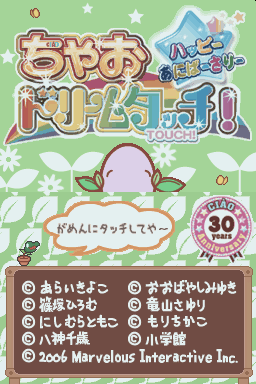 ちゃお
ハッピー
あにばーさりー
ドリームタッチ!
TOUCH!
がめんにタッチしてや〜
CIAO
30
years
Anniversary
© あらいきよこ © おおばやしみゆき
© 篠塚ひろむ © 竜山さゆり
© にしむらともこ © もりちかこ
© 八神千歳 © 小学館
© 2006 Marvelous Interactive Inc.